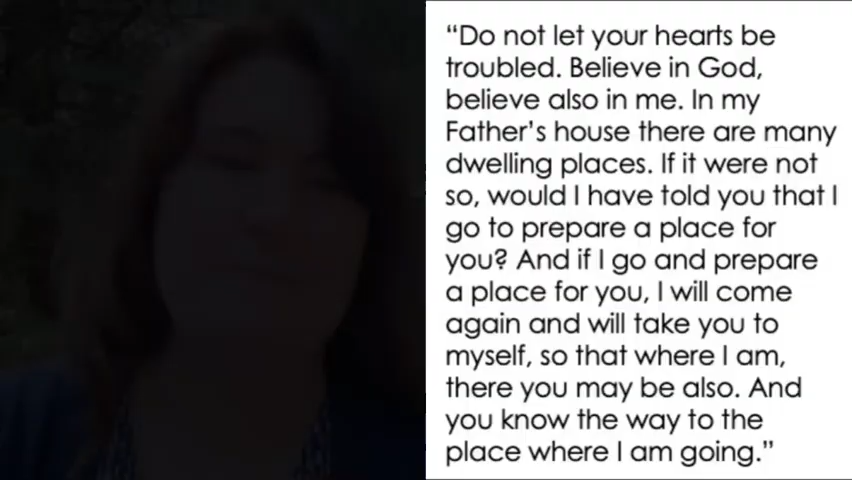 “Do not let your hearts be
troubled. Believe in God,
believe also in me. In my
Father’s house there are many
dwelling places. If it were not
so, would I have told you that I
go to prepare a place for
you? And if I go and prepare
a place for you, I will come
again and will take you to
myself, so that where I am,
there you may be also. And
you know the way to the
place where I am going.”